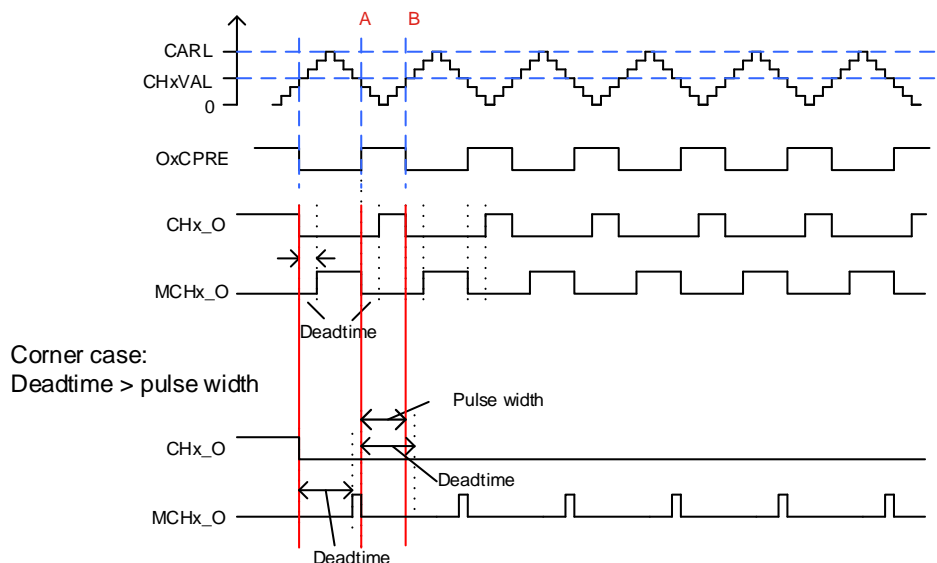 A B
CARL
CHxVAL
0
OxCPRE
CHx_O
MCHx_O
Deadtime
Corner case:
Deadtime > pulse width
Pulse width
CHx_O
Deadtime
MCHx_O
Deadtime